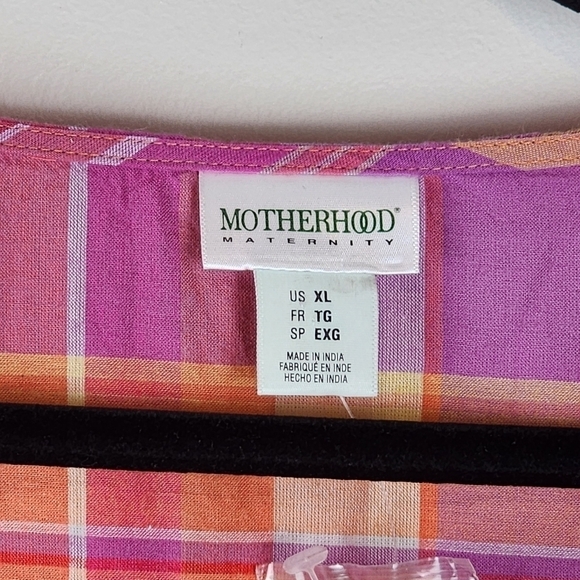 MOTHERHOOD®
MATERNITY
US XL
FR TG
SP EXG
MADE IN INDIA
FABRIQUÉ EN INDE
HECHO EN INDIA